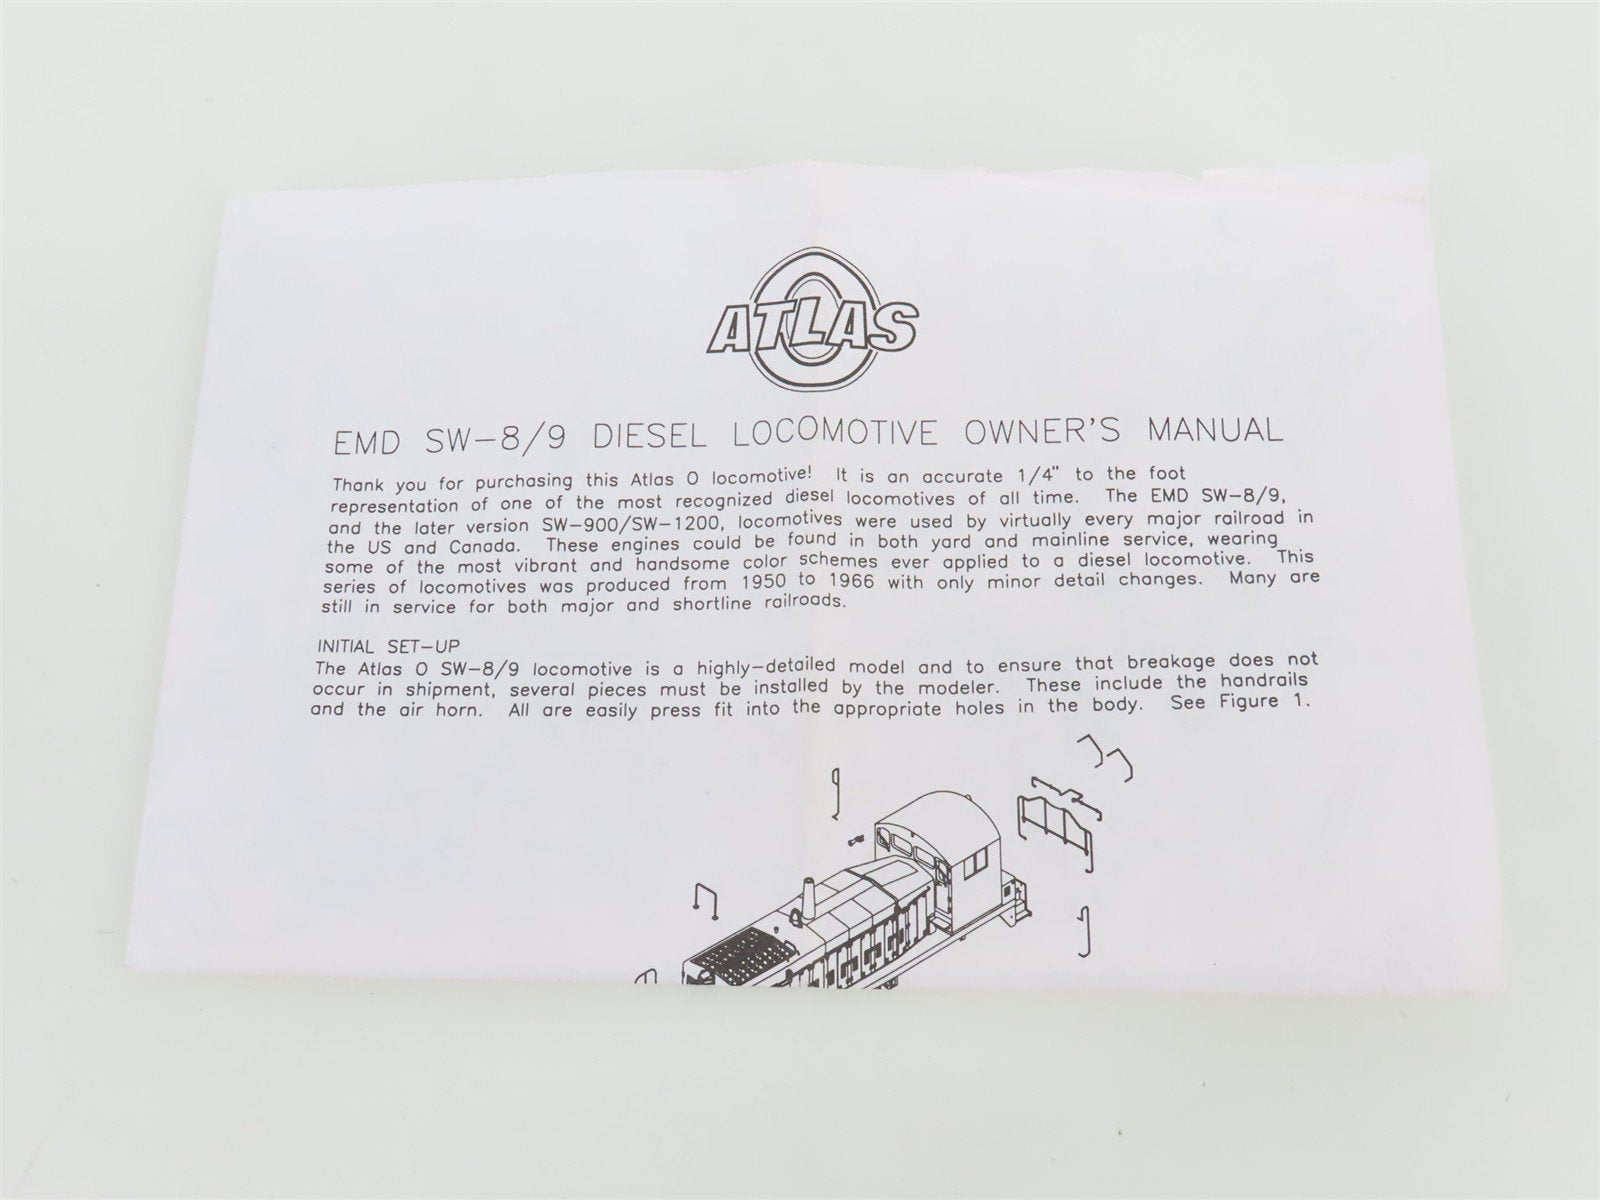 ATLAS O
EMD SW-8/9 DIESEL LOCOMOTIVE OWNER'S MANUAL
Thank you for purchasing this Atlas O locomotive! It is an accurate 1/4" to the foot
representation of one of the most recognized diesel locomotives of all time. The EMD SW-8/9,
and the later version SW-900/SW-1200, locomotives were used by virtually every major railroad in
the US and Canada. These engines could be found in both yard and mainline service, wearing
some of the most vibrant and handsome color schemes ever applied to a diesel locomotive. This
series of locomotives was produced from 1950 to 1966 with only minor detail changes. Many are
still in service for both major and shortline railroads.
INITIAL SET-UP
The Atlas O SW-8/9 locomotive is a highly-detailed model and to ensure that breakage does not
occur in shipment, several pieces must be installed by the modeler. These include the handrails
and the air horn. All are easily press fit into the appropriate holes in the body. See Figure 1.